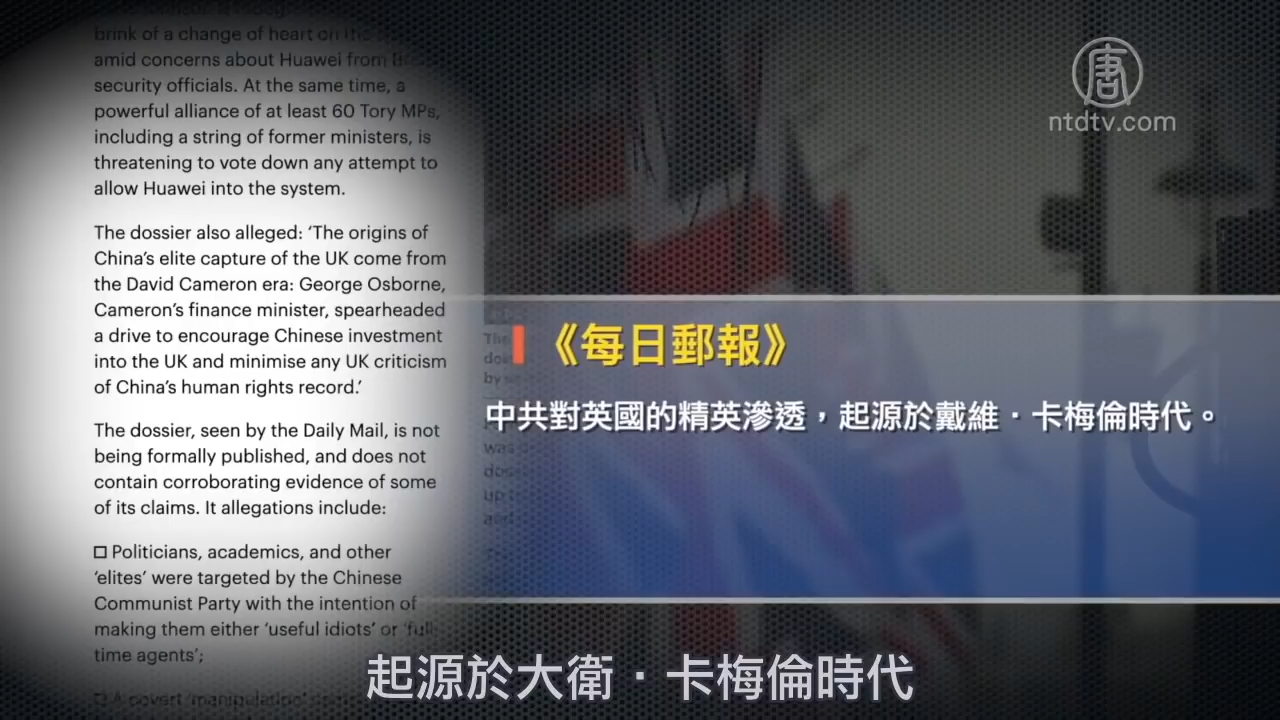 brink of a change of heart on the
amid concerns about Huawei from
security officials. At the same time, a
powerful alliance of at least 60 Tory MPs,
including a string of former ministers, is
threatening to vote down any attempt to
allow Huawei into the system.
The dossier also alleged: ‘The origins of
China’s elite capture of the UK come from
the David Cameron era: George Osborne,
Cameron’s finance minister, spearheaded
a drive to encourage Chinese investment
into the UK and minimise any UK criticism
of China’s human rights record.’
The dossier, seen by the Daily Mail, is not
being formally published, and does not
contain corroborating evidence of some
of its claims. It allegations include:
□ Politicians, academics, and other
‘elites’ were targeted by the Chinese
Communist Party with the intention of
making them either ‘useful idiots’ or ‘full-
time agents’;
□ A covert ‘manipulation’
唐
ntdtv.com
《每日郵報》
中共對英國的精英滲透，起源於戴維·卡梅倫時代。
起源於大衛·卡梅倫時代